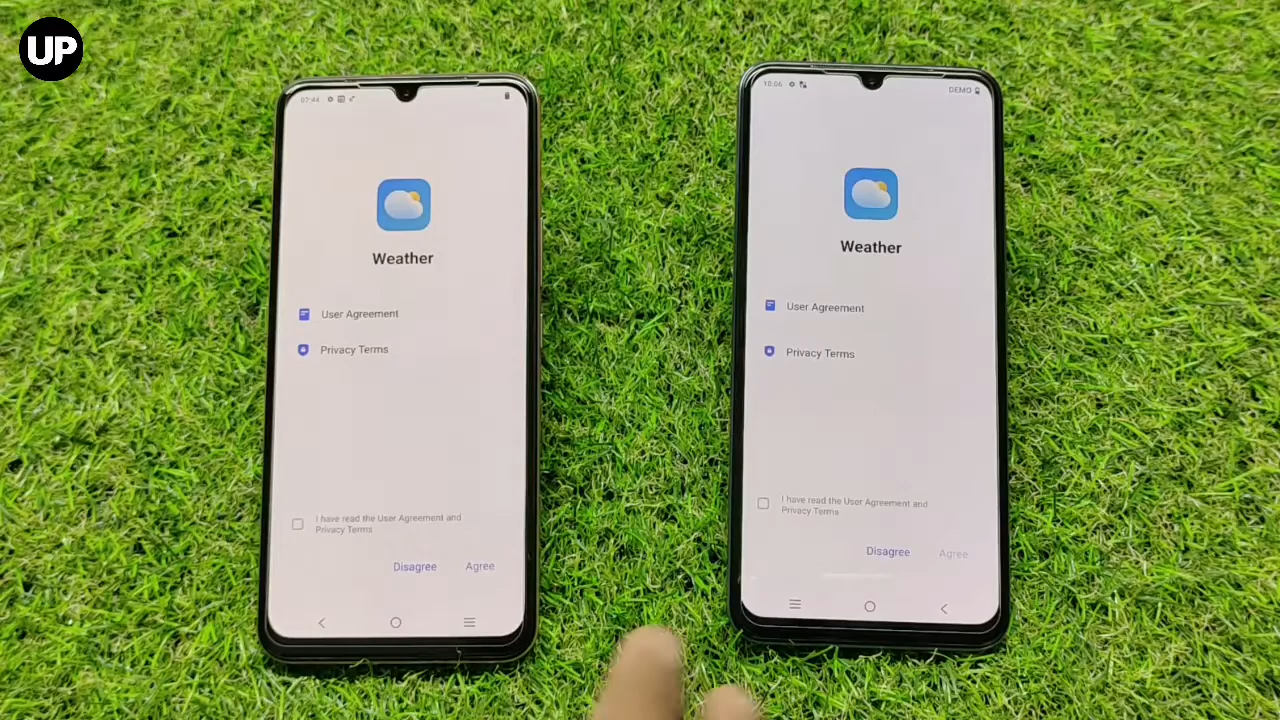 UP
07:44
Weather
User Agreement
Privacy Terms
I have read the User Agreement and
Privacy Terms
Disagree Agree
10:06 DEMO
Weather
User Agreement
Privacy Terms
I have read the User Agreement and
Privacy Terms
Disagree Agree